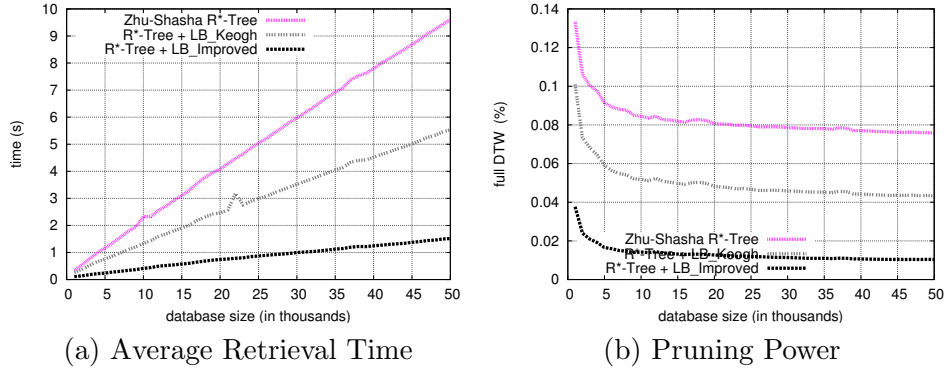 10
9
8
7
6
5
4
3
2
1
0
0 5 10 15 20 25 30 35 40 45 50
time (s)
database size (in thousands)
Zhu-Shasha R*-Tree
R*-Tree + LB_Keogh
R*-Tree + LB_Improved
(a) Average Retrieval Time
0.14
0.12
0.1
0.08
0.06
0.04
0.02
0
0 5 10 15 20 25 30 35 40 45 50
full DTW (%)
database size (in thousands)
Zhu-Shasha R*-Tree
R*-Tree + LB_Keogh
R*-Tree + LB_Improved
(b) Pruning Power